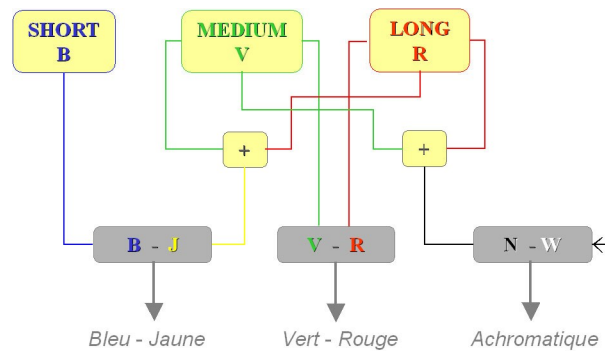 SHORT
B
MEDIUM
V
LONG
R
+
+
B - J
V - R
N - W
Bleu - Jaune
Vert - Rouge
Achromatique